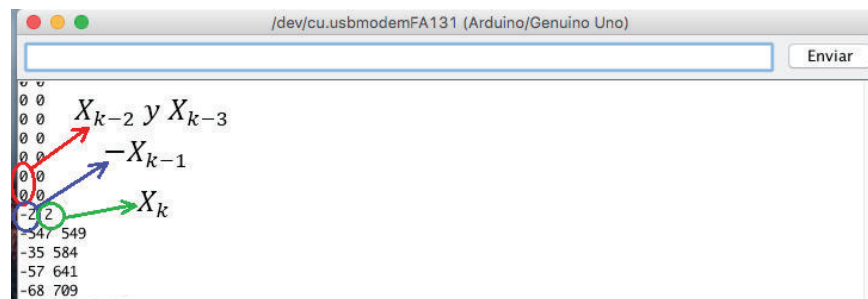 /dev/cu.usbmodemFA131 (Arduino/Genuino Uno)
Enviar
0 0
0 0
0 0
0 0
0 0
0 0
0 0
-2 2
-547 549
-35 584
-57 641
-68 709
X_{k-2} y X_{k-3}
-X_{k-1}
X_k